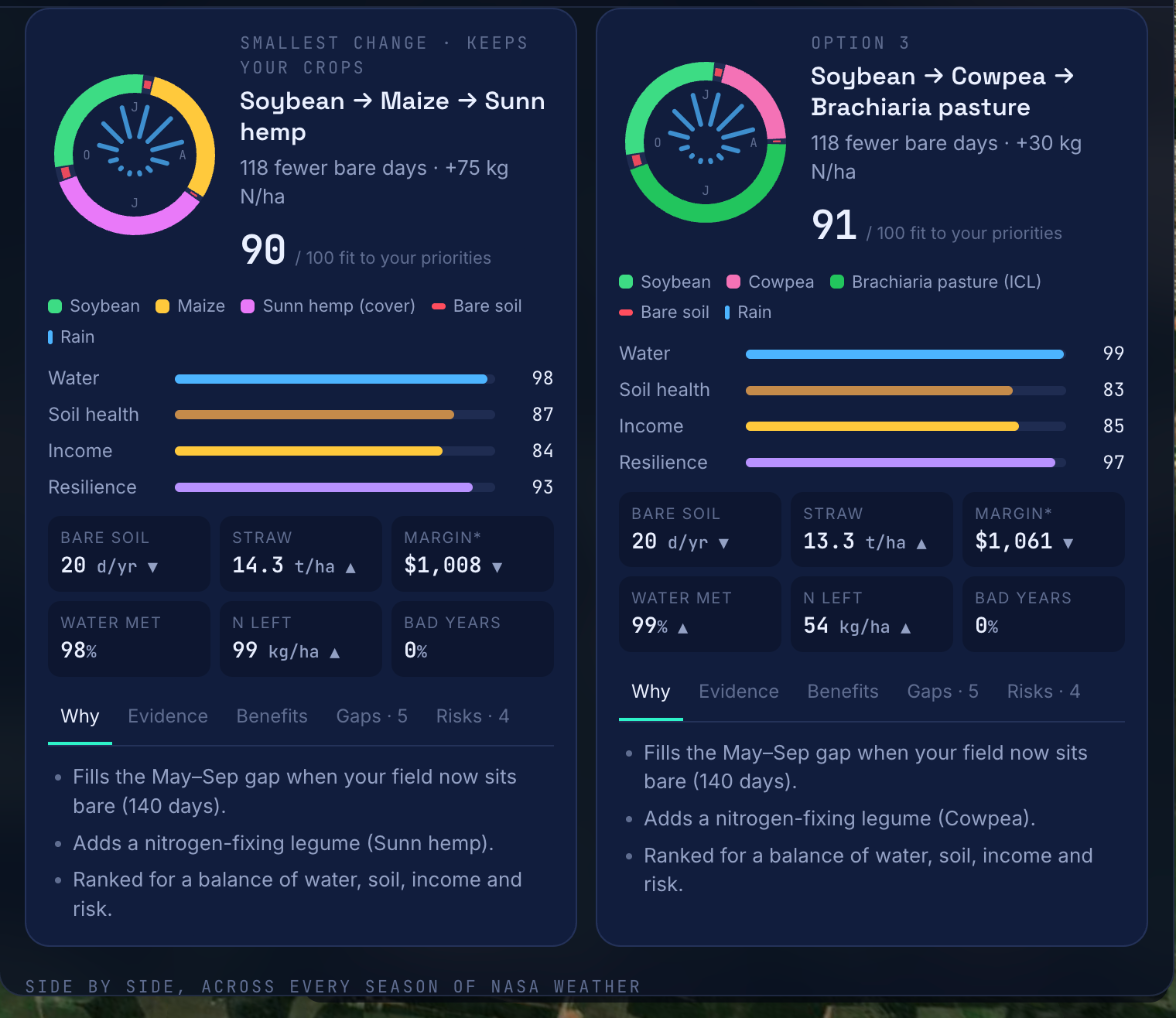 SMALLEST CHANGE · KEEPS
YOUR CROPS
Soybean → Maize → Sunn
hemp
118 fewer bare days · +75 kg
N/ha
90 / 100 fit to your priorities
J
A
J
O
Soybean Maize Sunn hemp (cover) Bare soil
Rain
Water 98
Soil health 87
Income 84
Resilience 93
BARE SOIL STRAW MARGIN*
20 d/yr ▼ 14.3 t/ha ▲ $1,008 ▼
WATER MET N LEFT BAD YEARS
98% 99 kg/ha ▲ 0%
Why Evidence Benefits Gaps · 5 Risks · 4
• Fills the May–Sep gap when your field now sits
bare (140 days).
• Adds a nitrogen-fixing legume (Sunn hemp).
• Ranked for a balance of water, soil, income and
risk.
OPTION 3
Soybean → Cowpea →
Brachiaria pasture
118 fewer bare days · +30 kg
N/ha
91 / 100 fit to your priorities
J
A
J
O
Soybean Cowpea Brachiaria pasture (ICL)
Bare soil Rain
Water 99
Soil health 83
Income 85
Resilience 97
BARE SOIL STRAW MARGIN*
20 d/yr ▼ 13.3 t/ha ▲ $1,061 ▼
WATER MET N LEFT BAD YEARS
99% ▲ 54 kg/ha ▲ 0%
Why Evidence Benefits Gaps · 5 Risks · 4
• Fills the May–Sep gap when your field now sits
bare (140 days).
• Adds a nitrogen-fixing legume (Cowpea).
• Ranked for a balance of water, soil, income and
risk.
SIDE BY SIDE, ACROSS EVERY SEASON OF NASA WEATHER